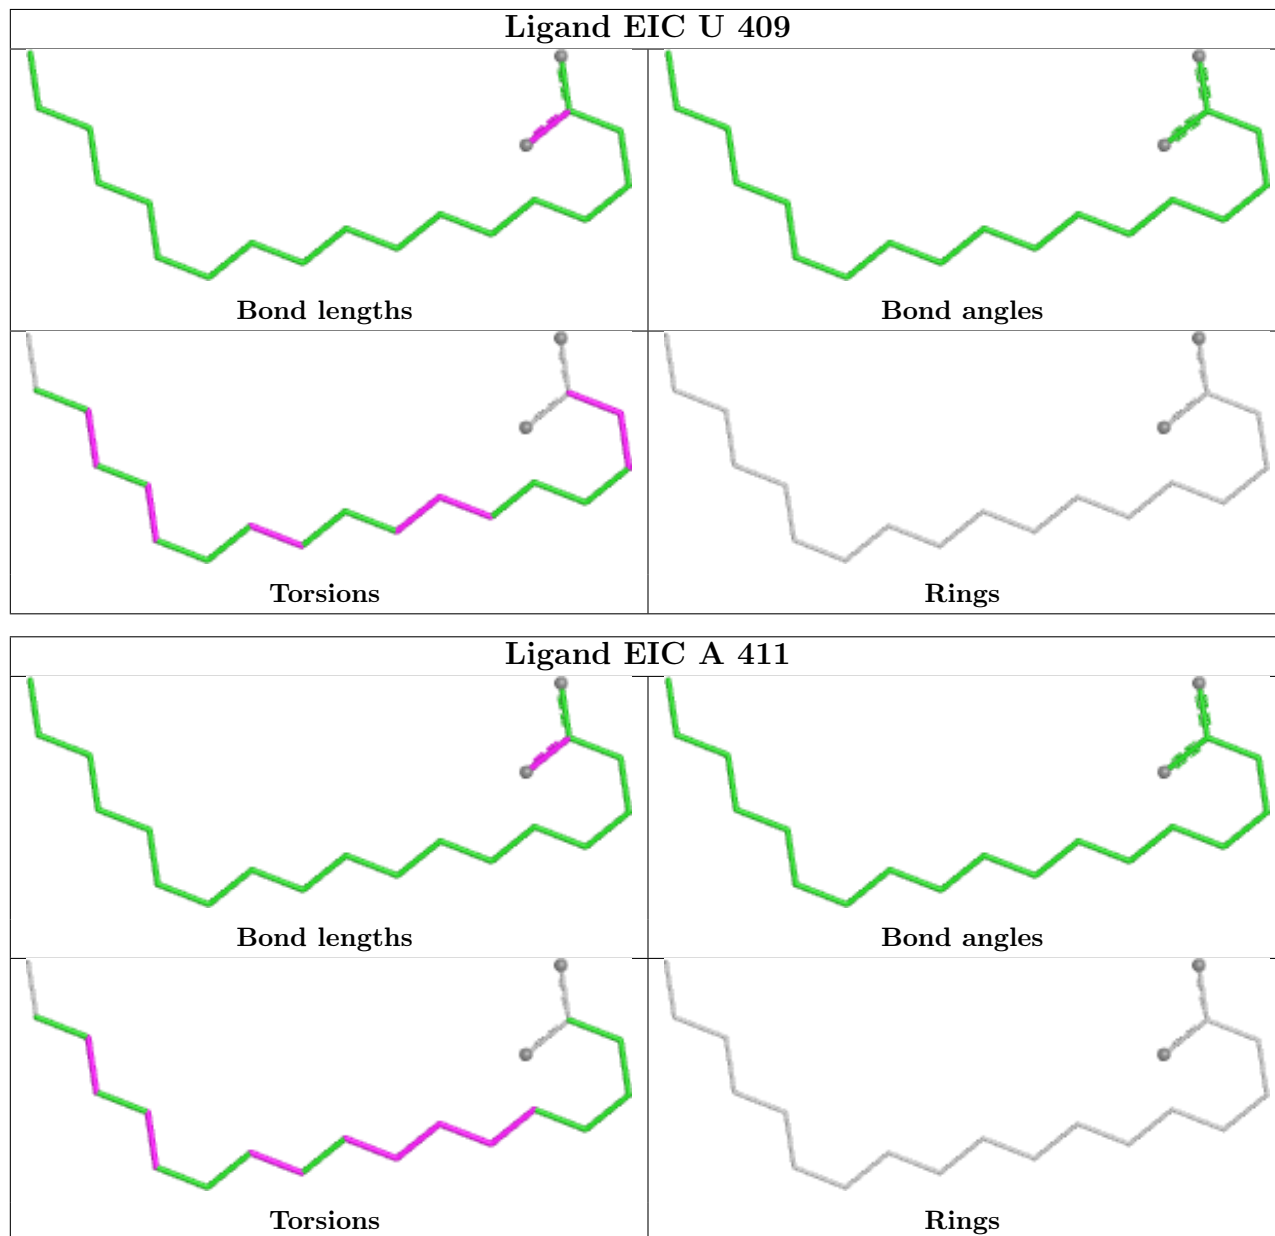 Ligand EIC U 409
Bond lengths
Bond angles
Torsions
Rings
Ligand EIC A 411
Bond lengths
Bond angles
Torsions
Rings